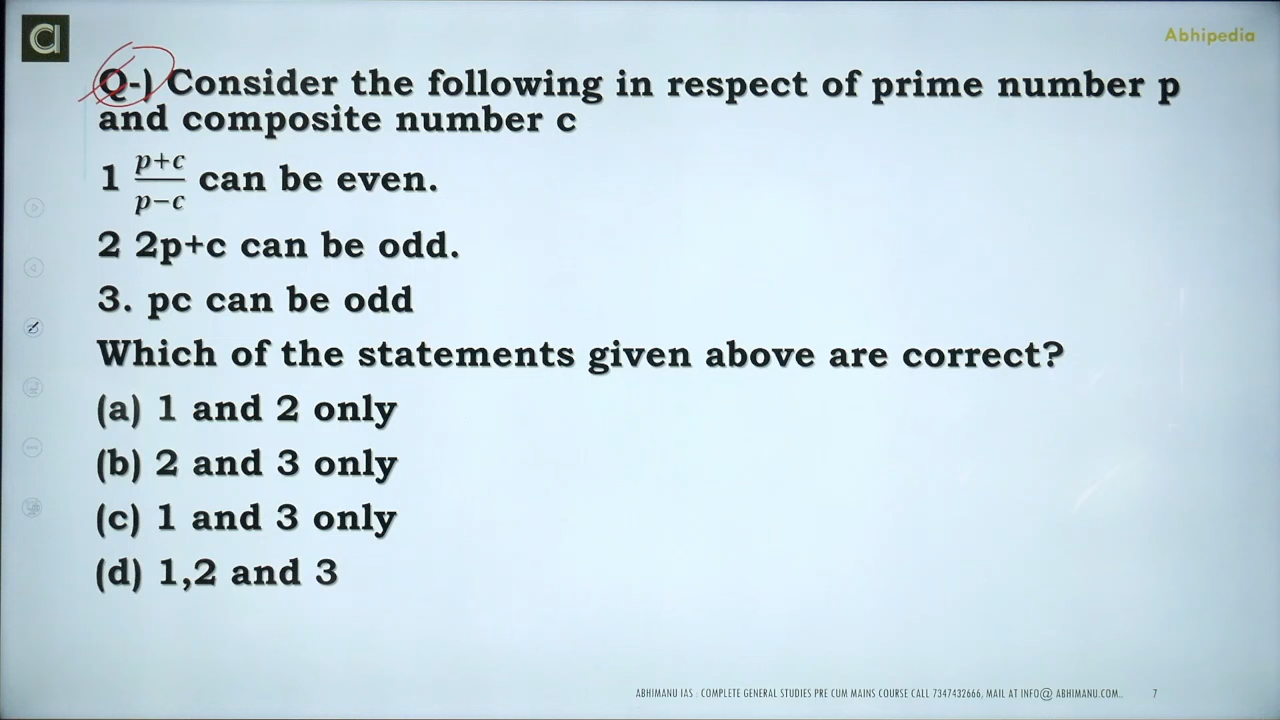 Abhipedia
Q-) Consider the following in respect of prime number p
and composite number c
1 \frac{p+c}{p-c} can be even.
2 2p+c can be odd.
3. pc can be odd
Which of the statements given above are correct?
(a) 1 and 2 only
(b) 2 and 3 only
(c) 1 and 3 only
(d) 1,2 and 3
ABHIMANU IAS : COMPLETE GENERAL STUDIES PRE CUM MAINS COURSE CALL 7347432666, MAIL AT INFO@ ABHIMANU.COM.. 7